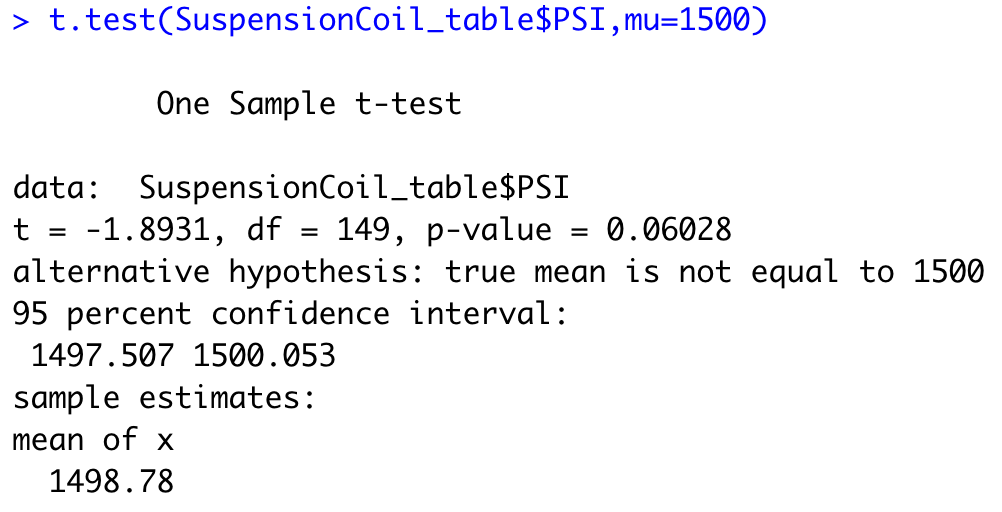 > t.test(SuspensionCoil_table$PSI,mu=1500)
One Sample t-test
data:  SuspensionCoil_table$PSI
t = -1.8931, df = 149, p-value = 0.06028
alternative hypothesis: true mean is not equal to 1500
95 percent confidence interval:
1497.507 1500.053
sample estimates:
mean of x
1498.78